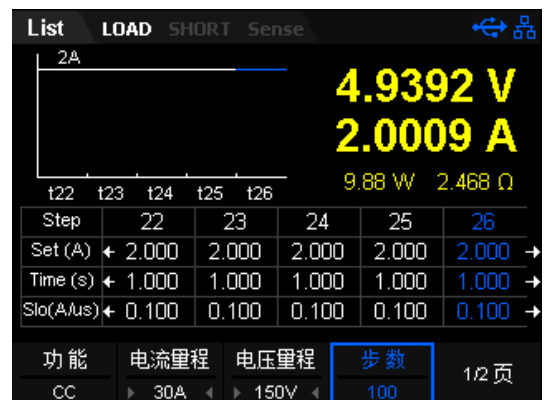 List LOAD SHORT Sense
2A
4.9392 V
2.0009 A
9.88 W 2.468 Ω
t22 t23 t24 t25 t26
Step 22 23 24 25 26
Set (A) 2.000 2.000 2.000 2.000 2.000
Time (s) 1.000 1.000 1.000 1.000 1.000
Slo(A/us) 0.100 0.100 0.100 0.100 0.100
功能 电流量程 电压量程 步数 1/2页
CC 30A 150V 100